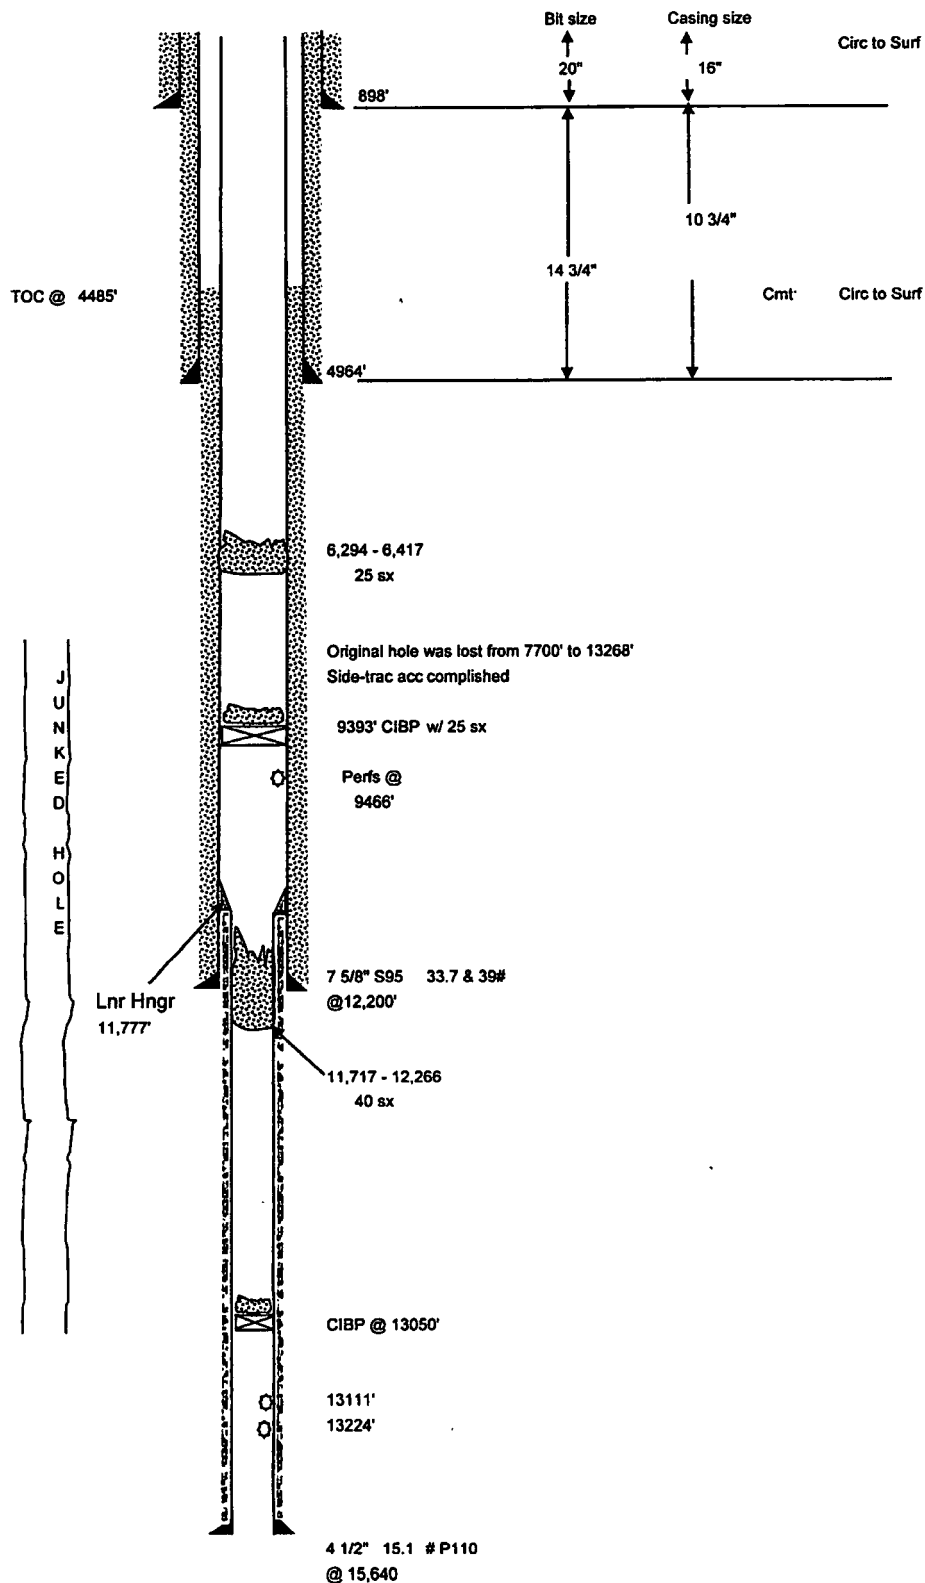 Bit size
Casing size
Circ to Surf
20"
16"
898'
10 3/4"
14 3/4"
TOC @ 4485'
Cmt
Circ to Surf
4964'
6,294 - 6,417
25 sx
Original hole was lost from 7700' to 13268'
Side-trac acc complished
9393' CIBP w/ 25 sx
Perfs @
9466'
JUNKED HOLE
7 5/8" S95 33.7 & 39#
@12,200'
Lnr Hngr
11,777'
11,717 - 12,266
40 sx
CIBP @ 13050'
13111'
13224'
4 1/2" 15.1 # P110
@ 15,640